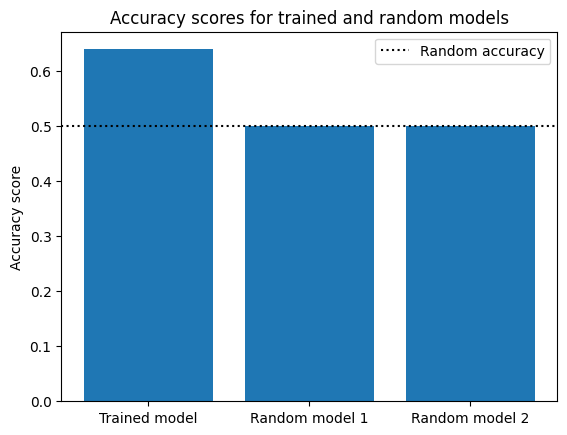 Accuracy scores for trained and random models
Random accuracy
Accuracy score
0.6
0.5
0.4
0.3
0.2
0.1
0.0
Trained model
Random model 1
Random model 2